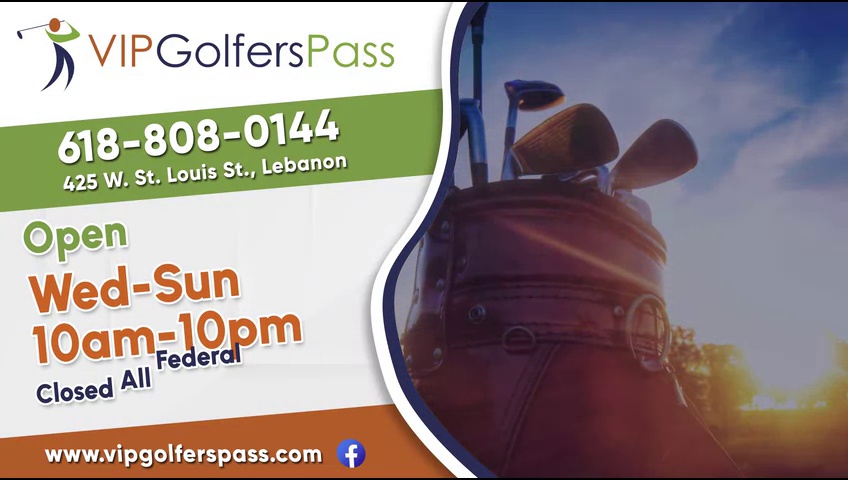 VIPGolfersPass
618-808-0144
425 W. St. Louis St., Lebanon
Open
Wed-Sun
10am-10pm
Closed All Federal
www.vipgolferspass.com